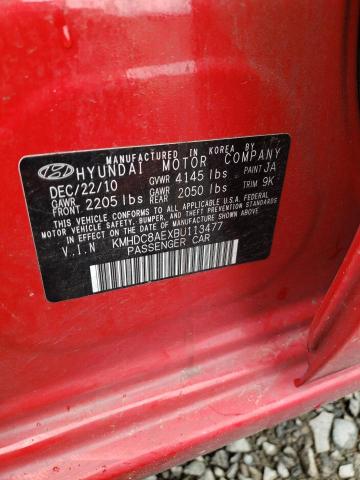 MANUFACTURED IN KOREA BY
HYUNDAI MOTOR COMPANY
DEC/22/10 GVWR 4145 lbs PAINT JA
GAWR FRONT 2205 lbs GAWR REAR 2050 lbs TRIM 9K
THIS VEHICLE CONFORMS TO ALL APPLICABLE U.S.A FEDERAL
MOTOR VEHICLE SAFETY, BUMPER, AND THEFT PREVENTION
STANDARDS IN EFFECT ON THE DATE OF MANUFACTURE SHOWN ABOVE.
V.I.N KMHDC8AEXBU113477
PASSENGER CAR